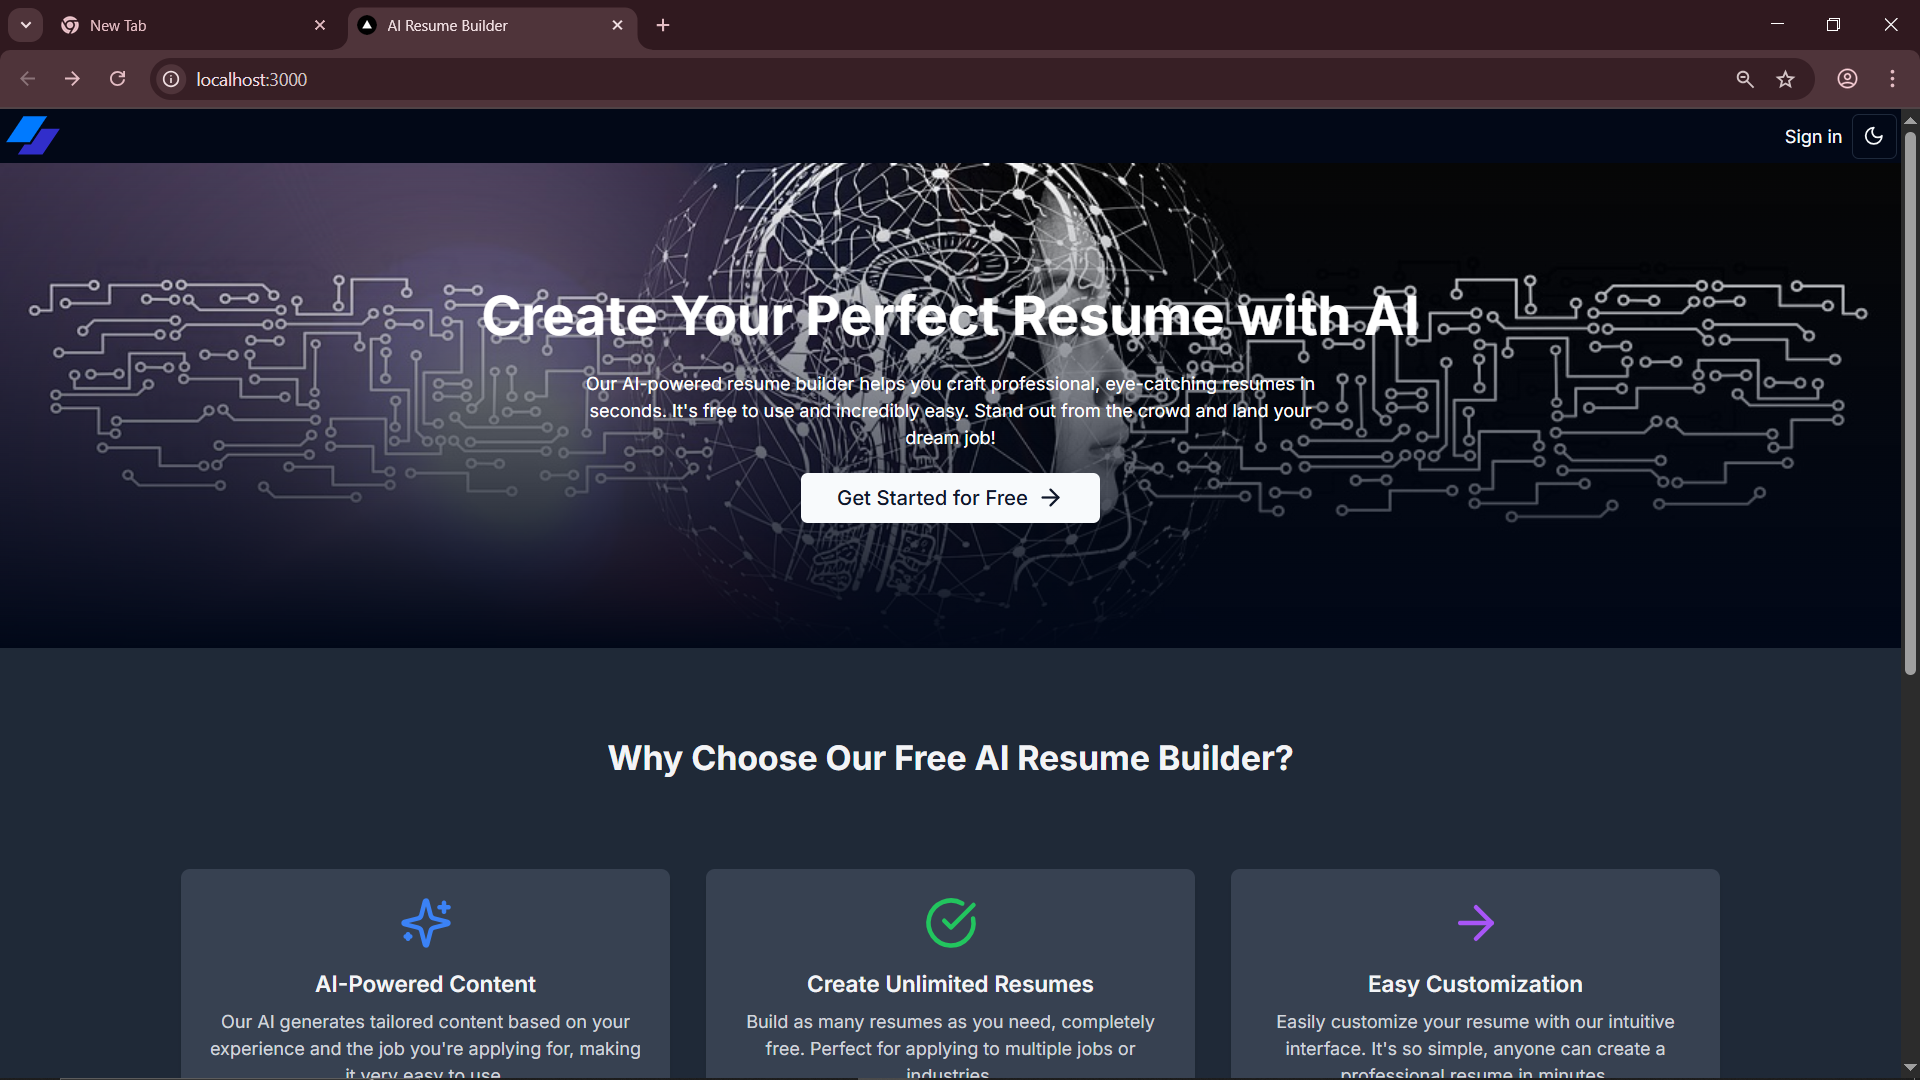 New Tab
AI Resume Builder
localhost:3000
Sign in
Create Your Perfect Resume with AI
Our AI-powered resume builder helps you craft professional, eye-catching resumes in
seconds. It's free to use and incredibly easy. Stand out from the crowd and land your
dream job!
Get Started for Free
Why Choose Our Free AI Resume Builder?
AI-Powered Content
Our AI generates tailored content based on your
experience and the job you're applying for, making
it very easy to use.
Create Unlimited Resumes
Build as many resumes as you need, completely
free. Perfect for applying to multiple jobs or
industries.
Easy Customization
Easily customize your resume with our intuitive
interface. It's so simple, anyone can create a
professional resume in minutes.